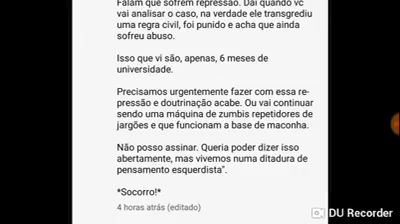 Falam que sofrem repressão. Daí quando vc
vai analisar o caso, na verdade ele transgrediu
uma regra civil, foi punido e acha que ainda
sofreu abuso.
Isso que vi são, apenas, 6 meses de
universidade.
Precisamos urgentemente fazer com essa re-
pressão e doutrinação acabe. Ou vai continuar
sendo uma máquina de zumbis repetidores de
jargões e que funcionam a base de maconha.
Não posso assinar. Queria poder dizer isso
abertamente, mas vivemos numa ditadura de
pensamento esquerdista".
*Socorro!*
4 horas atrás (editado)
DU Recorder